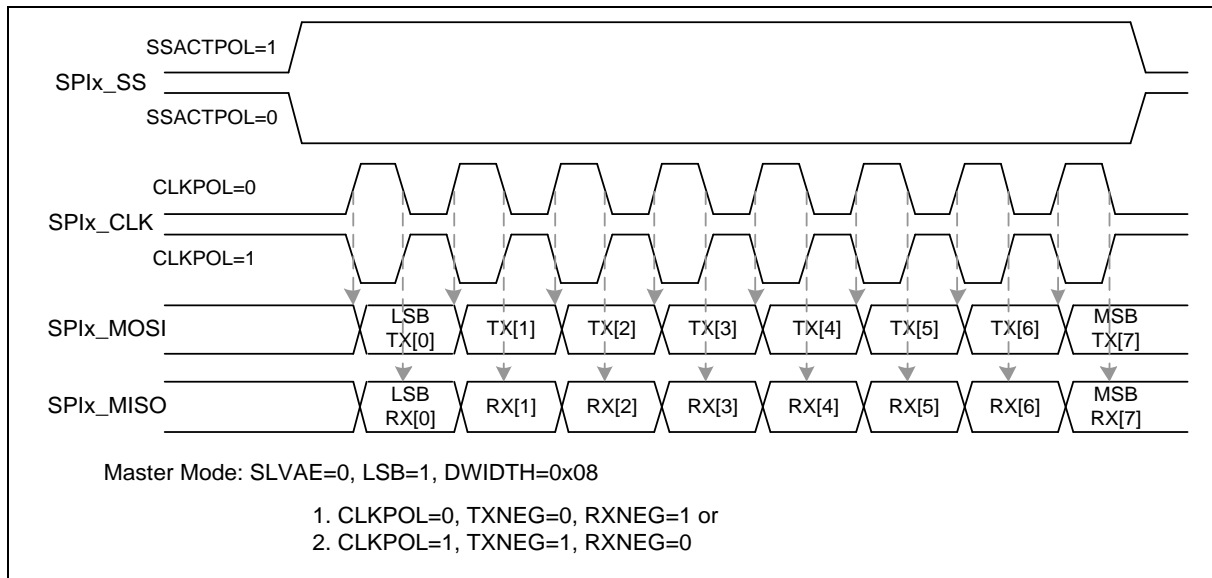 SSACTPOL=1
SPIx_SS
SSACTPOL=0
CLKPOL=0
SPIx_CLK
CLKPOL=1
SPIx_MOSI LSB TX[0] TX[1] TX[2] TX[3] TX[4] TX[5] TX[6] MSB TX[7]
SPIx_MISO LSB RX[0] RX[1] RX[2] RX[3] RX[4] RX[5] RX[6] MSB RX[7]
Master Mode: SLVAE=0, LSB=1, DWIDTH=0x08
1. CLKPOL=0, TXNEG=0, RXNEG=1 or
2. CLKPOL=1, TXNEG=1, RXNEG=0